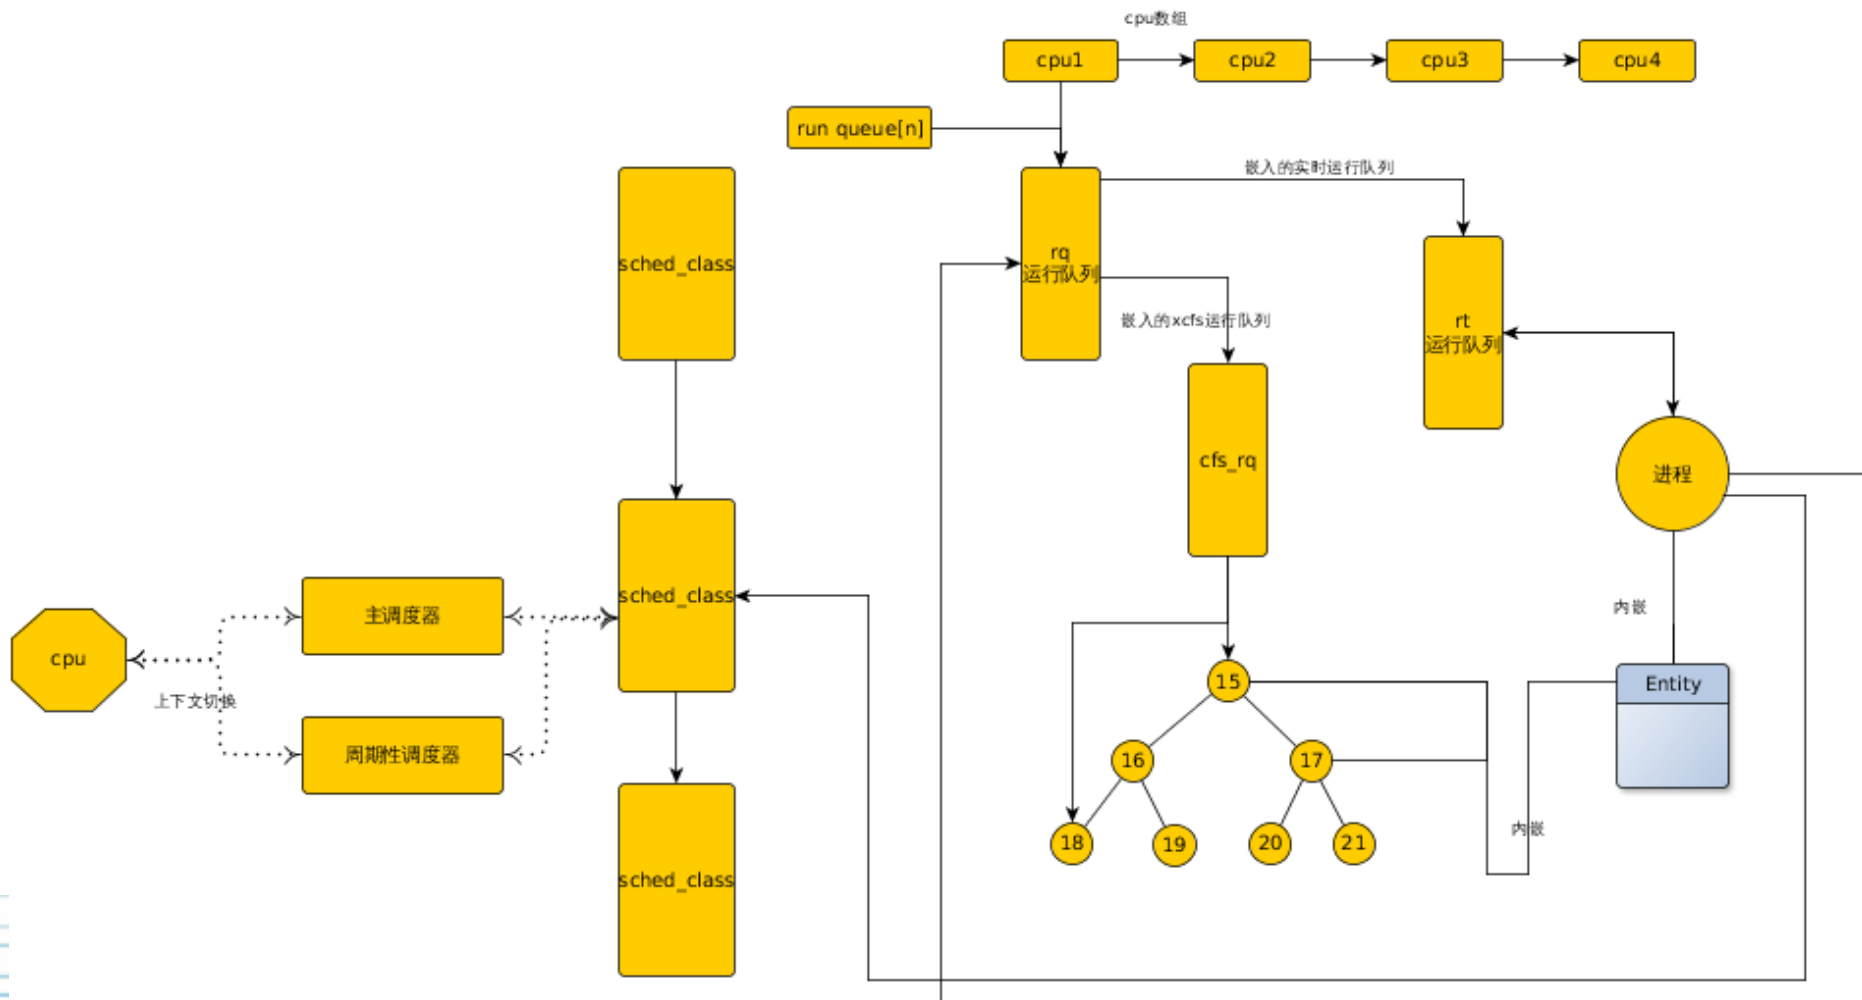 cpu数组
cpu1
cpu2
cpu3
cpu4
run queue[n]
嵌入的实时运行队列
sched_class
rq
运行队列
嵌入的xcfs运行队列
rt
运行队列
cfs_rq
进程
sched_class
主调度器
内嵌
cpu
上下文切换
15
Entity
周期性调度器
16
17
内嵌
18
19
20
21
sched_class